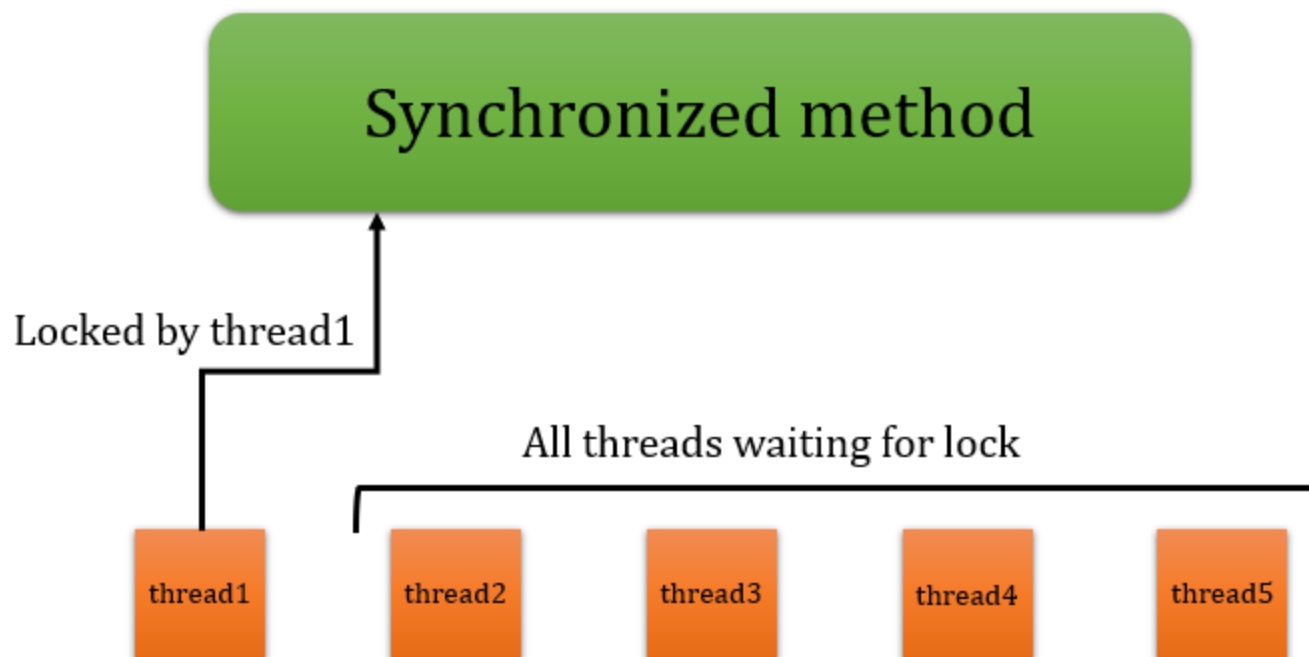 Synchronized method
Locked by thread1
All threads waiting for lock
thread1
thread2
thread3
thread4
thread5